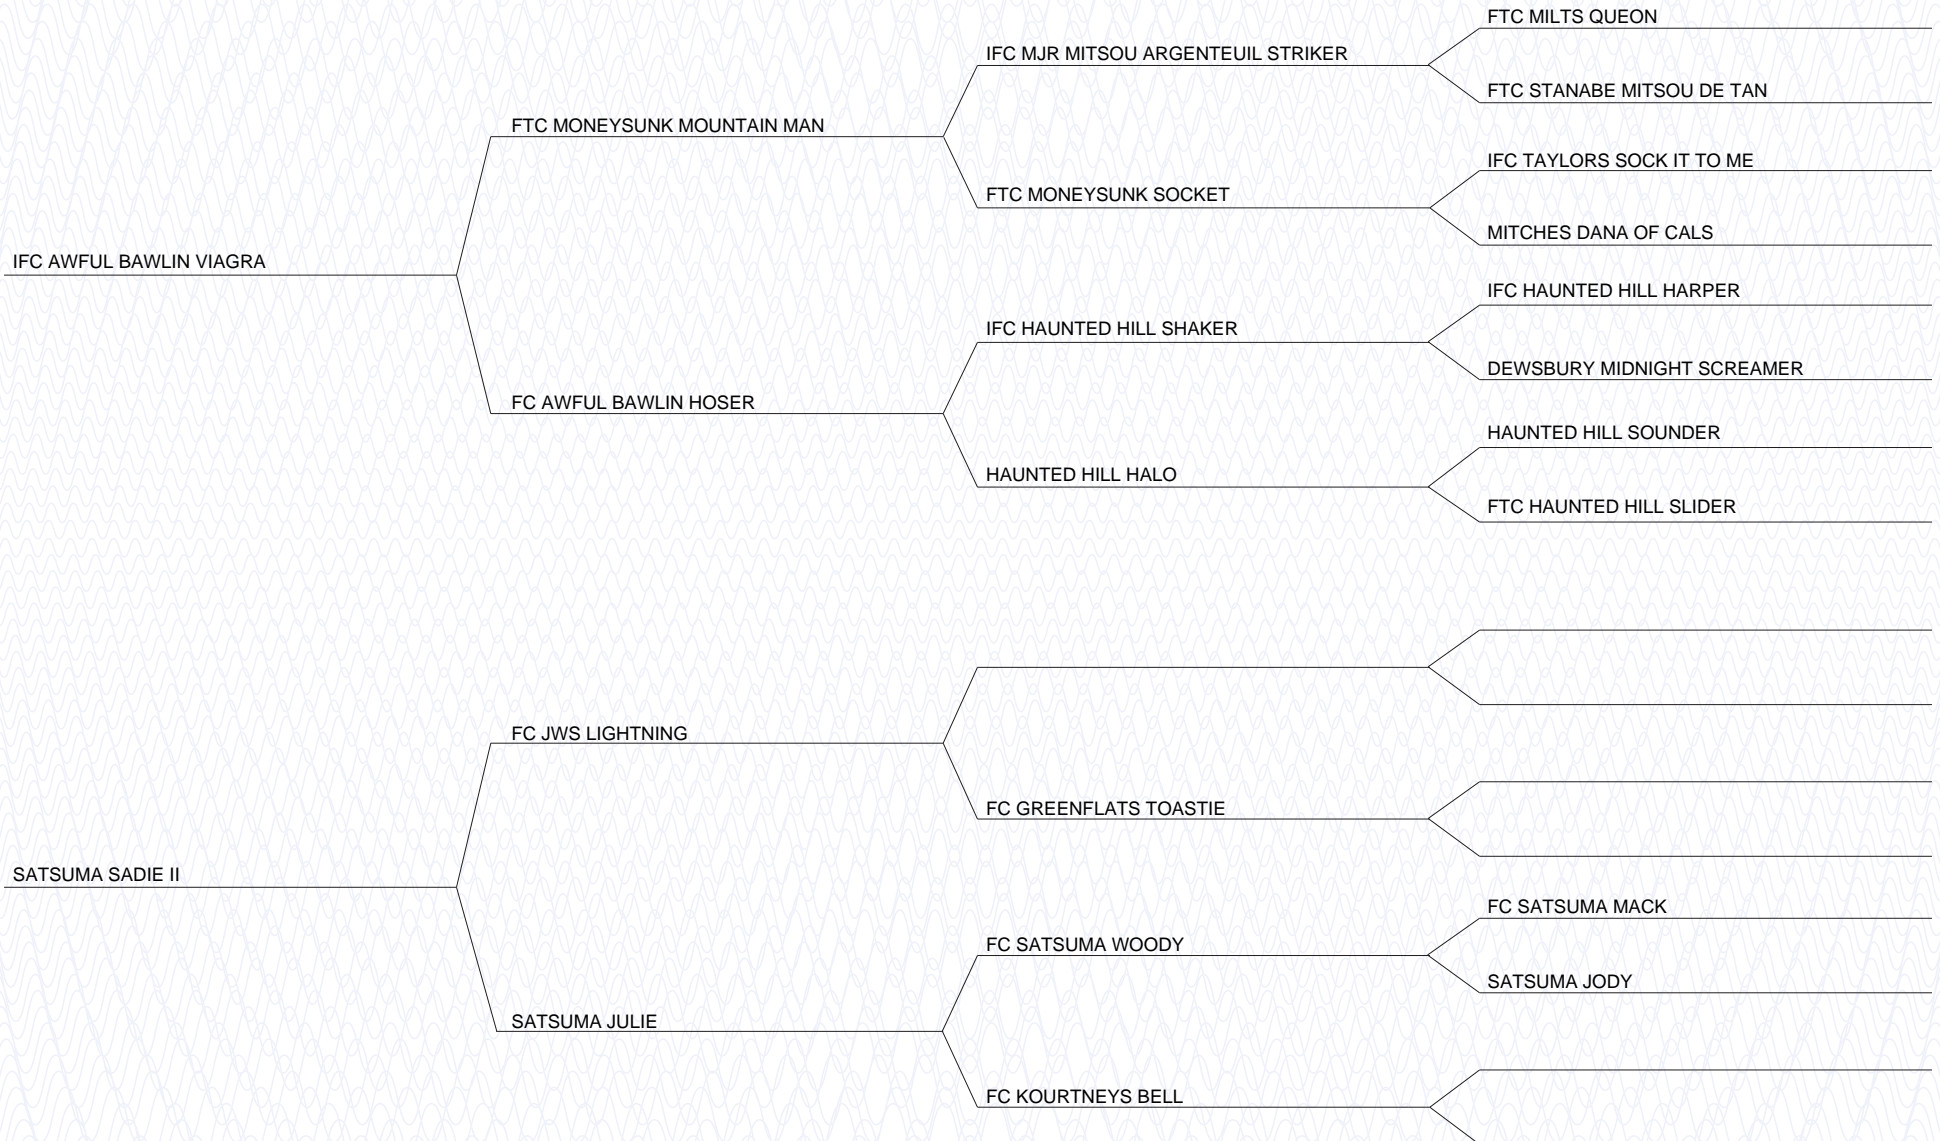 FTC MILTS QUEON
IFC MJR MITSOU ARGENTEUIL STRIKER
FTC STANABE MITSOU DE TAN
FTC MONEYSUNK MOUNTAIN MAN
IFC TAYLORS SOCK IT TO ME
FTC MONEYSUNK SOCKET
MITCHES DANA OF CALS
IFC AWFUL BAWLIN VIAGRA
IFC HAUNTED HILL HARPER
IFC HAUNTED HILL SHAKER
DEWSBURY MIDNIGHT SCREAMER
FC AWFUL BAWLIN HOSER
HAUNTED HILL SOUNDER
HAUNTED HILL HALO
FTC HAUNTED HILL SLIDER
FC JWS LIGHTNING
FC GREENFLATS TOASTIE
SATSUMA SADIE II
FC SATSUMA MACK
FC SATSUMA WOODY
SATSUMA JODY
SATSUMA JULIE
FC KOURTNEYS BELL